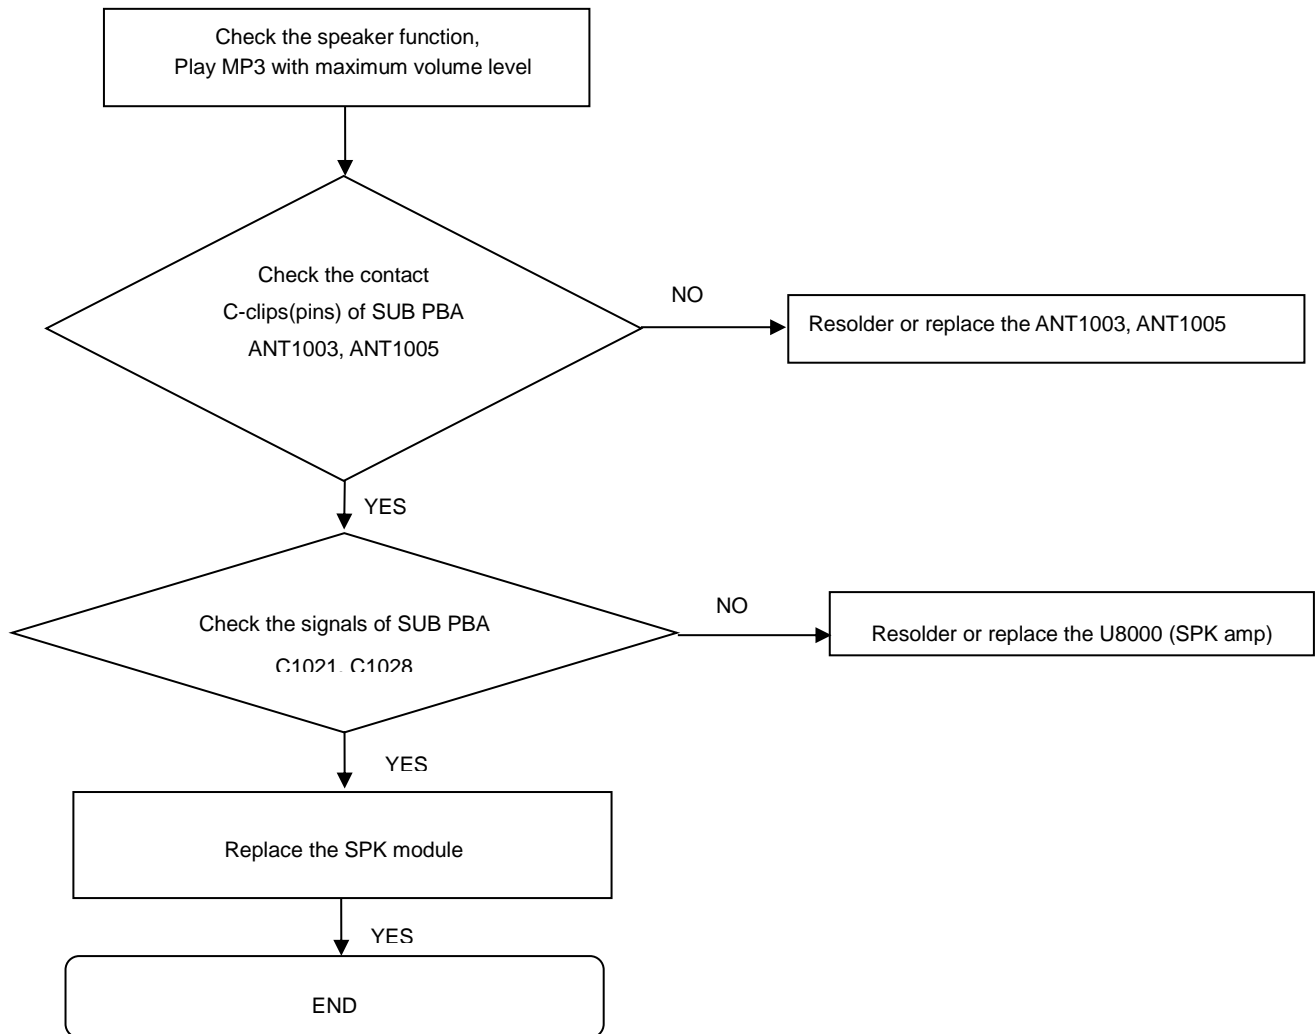 Check the speaker function,
Play MP3 with maximum volume level
Check the contact
C-clips(pins) of SUB PBA
ANT1003, ANT1005
NO
Resolder or replace the ANT1003, ANT1005
YES
Check the signals of SUB PBA
C1021, C1028
NO
Resolder or replace the U8000 (SPK amp)
YES
Replace the SPK module
YES
END